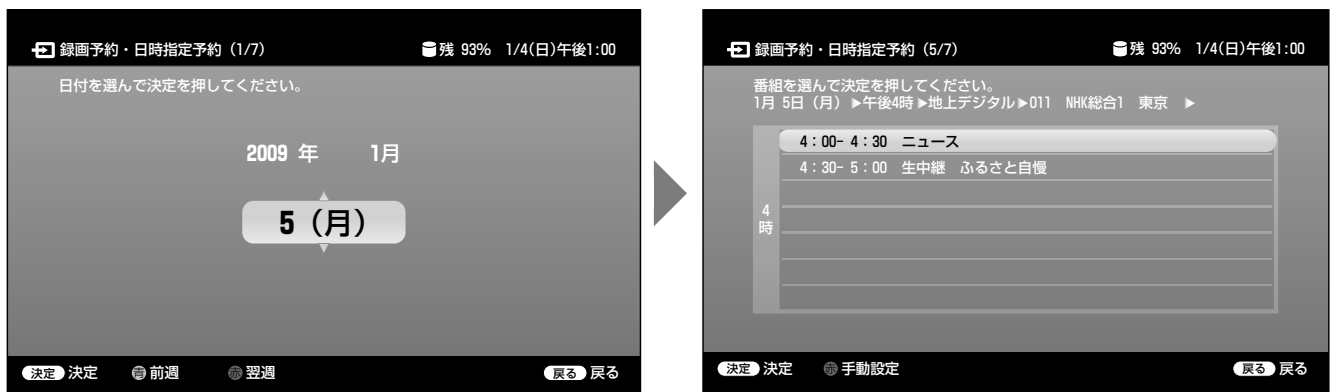 録画予約・日時指定予約（1/7） 残 93% 1/4(日)午後1:00
日付を選んで決定を押してください。
2009 年 1月
5（月）
決定 決定 青 前週 赤 翌週 戻る 戻る
録画予約・日時指定予約（5/7） 残 93% 1/4(日)午後1:00
番組を選んで決定を押してください。
1月 5日（月）▶午後4時▶地上デジタル▶011 NHK総合1 東京 ▶
4：00- 4：30 ニュース
4：30- 5：00 生中継 ふるさと自慢
4時
決定 決定 赤 手動設定 戻る 戻る